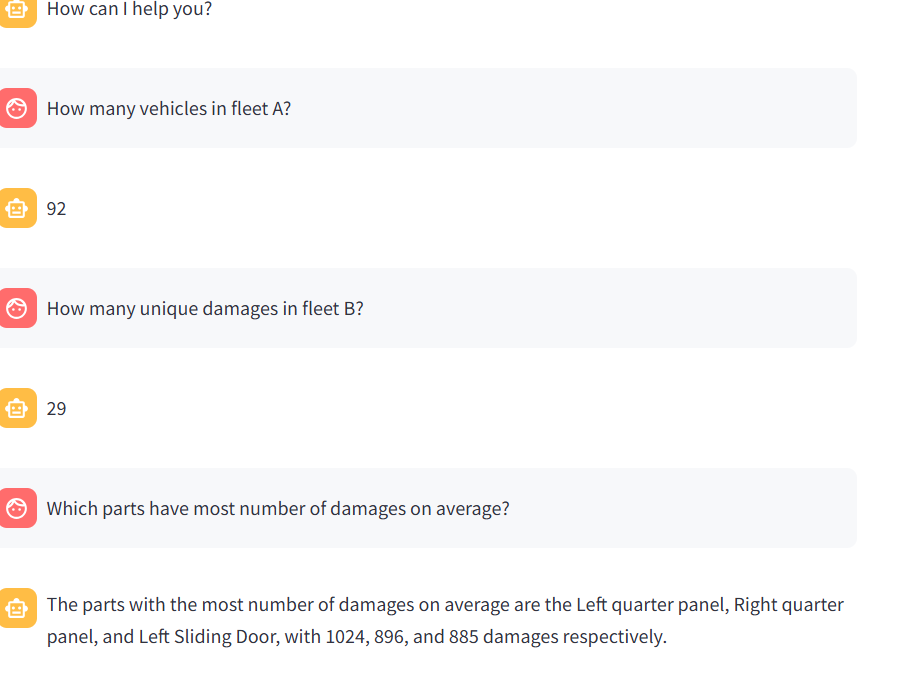 How can I help you?
How many vehicles in fleet A?
92
How many unique damages in fleet B?
29
Which parts have most number of damages on average?
The parts with the most number of damages on average are the Left quarter panel, Right quarter
panel, and Left Sliding Door, with 1024, 896, and 885 damages respectively.